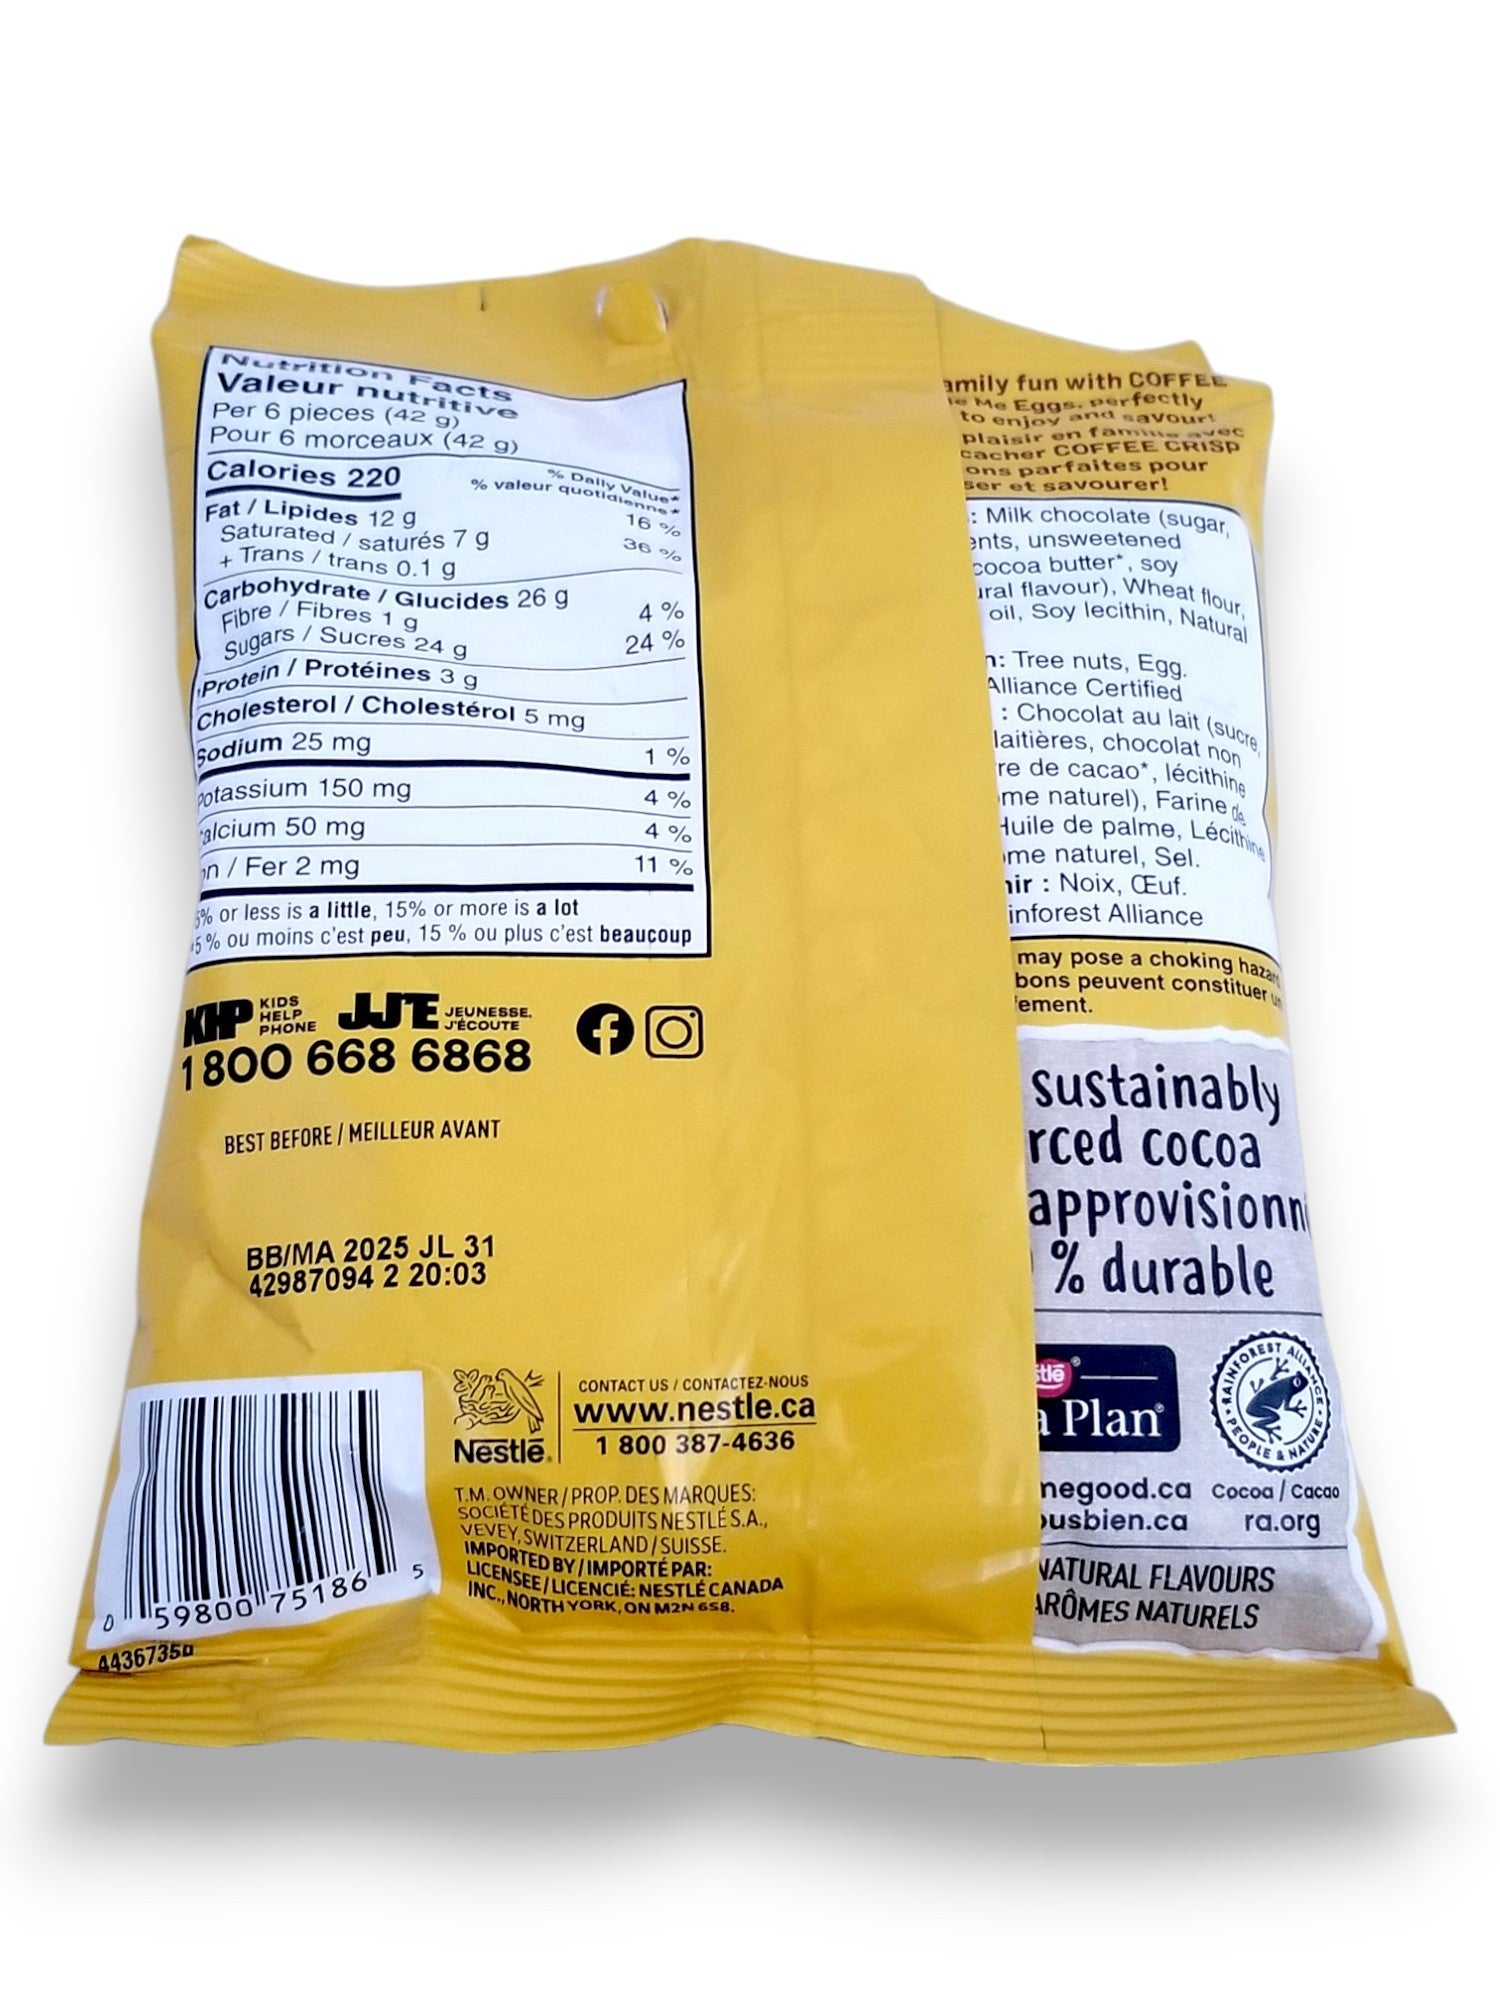 Nutrition Facts
Valeur nutritive
Per 6 pieces (42 g)
Pour 6 morceaux (42 g)
Calories 220
% Daily Value*
% valeur quotidienne*
Fat / Lipides 12 g 16 %
Saturated / saturés 7 g
+ Trans / trans 0.1 g 36 %
Carbohydrate / Glucides 26 g
Fibre / Fibres 1 g 4 %
Sugars / Sucres 24 g 24 %
Protein / Protéines 3 g
Cholesterol / Cholestérol 5 mg
Sodium 25 mg 1 %
Potassium 150 mg 4 %
alcium 50 mg 4 %
on / Fer 2 mg 11 %
5% or less is a little, 15% or more is a lot
*5 % ou moins c'est peu, 15 % ou plus c'est beaucoup
KHP KIDS HELP PHONE JJ'E JEUNESSE, J'ÉCOUTE
1 800 668 6868
BEST BEFORE / MEILLEUR AVANT
BB/MA 2025 JL 31
42987094 2 20:03
0 59800 75186 5
4436735
Nestlé
CONTACT US / CONTACTEZ-NOUS
www.nestle.ca
1 800 387-4636
T.M. OWNER / PROP. DES MARQUES:
SOCIÉTÉ DES PRODUITS NESTLÉ S.A.,
VEVEY, SWITZERLAND / SUISSE.
IMPORTED BY / IMPORTÉ PAR:
LICENSEE / LICENCIÉ: NESTLÉ CANADA
INC., NORTH YORK, ON M2N 6S8.
amily fun with COFFEE
le Me Eggs, perfectly
to enjoy and savour!
plaisir en famille avec
cacher COFFEE CRISP
ons parfaites pour
ser et savourer!
: Milk chocolate (sugar,
ents, unsweetened
cocoa butter*, soy
ural flavour), Wheat flour,
oil, Soy lecithin, Natural
n: Tree nuts, Egg.
Alliance Certified
: Chocolat au lait (sucre,
laitières, chocolat non
re de cacao*, lécithine
me naturel), Farine de
Huile de palme, Lécithine
me naturel, Sel.
nir : Noix, Œuf.
inforest Alliance
may pose a choking hazard
bons peuvent constituer un
ement.
sustainably
rced cocoa
approvisionn
% durable
stlé
a Plan
RAINFOREST ALLIANCE
PEOPLE & NATURE
megood.ca
ousbien.ca
Cocoa / Cacao
ra.org
NATURAL FLAVOURS
ARÔMES NATURELS